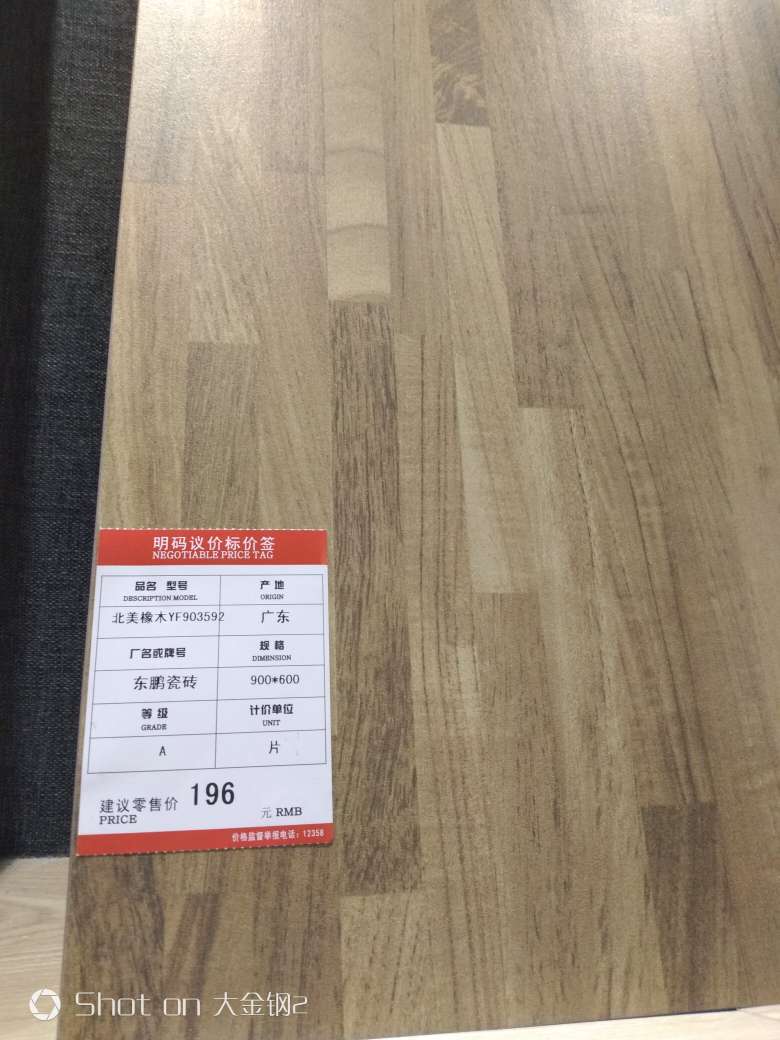 明码议价标价签
NEGOTIABLE PRICE TAG
品名 型号 产地
DESCRIPTION MODEL ORIGIN
北美橡木YF903592 广东
厂名或牌号 规格
DIMENSION
东鹏瓷砖 900*600
等级 计价单位
GRADE UNIT
A 片
建议零售价 196 元 RMB
PRICE
价格监督举报电话：12358
Shot on 大金钢2